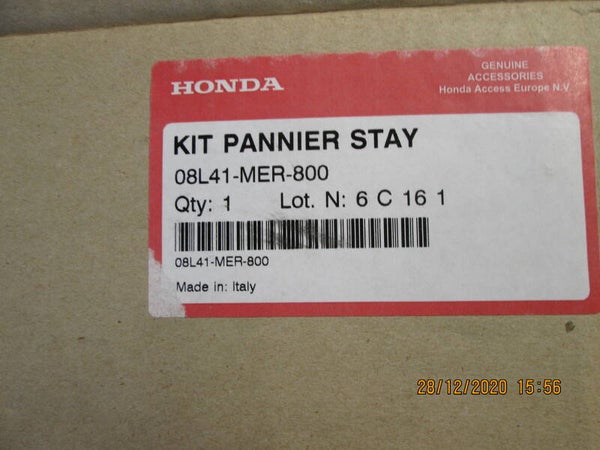 HONDA
GENUINE
ACCESSORIES
Honda Access Europe N.V
KIT PANNIER STAY
08L41-MER-800
Qty: 1 Lot. N: 6 C 16 1
08L41-MER-800
Made in: Italy
28/12/2020 15:56